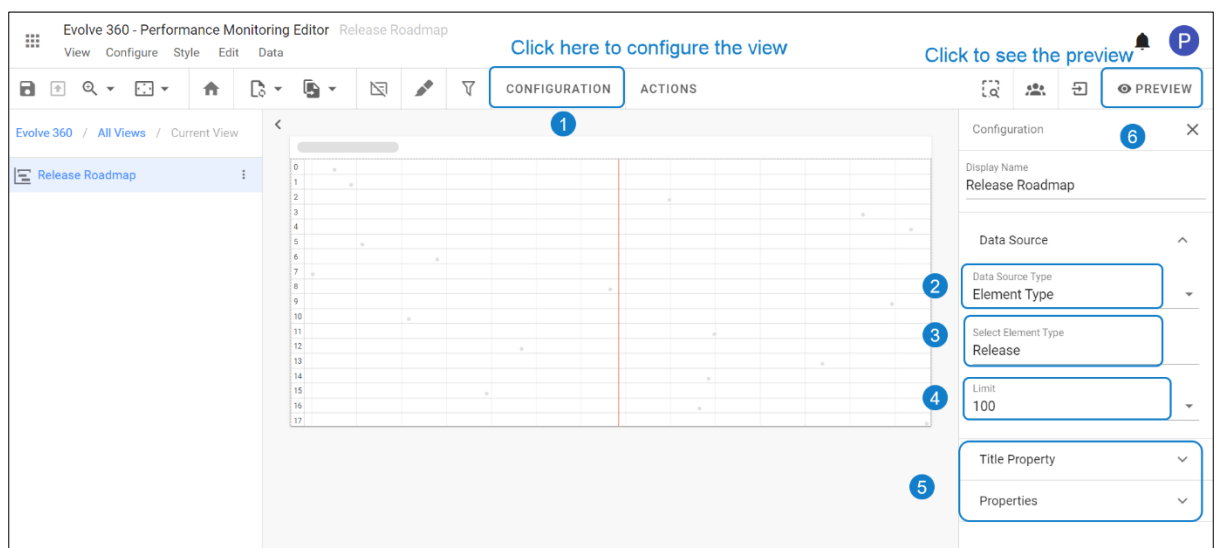 Evolve 360 - Performance Monitoring Editor Release Roadmap
View Configure Style Edit Data
Click here to configure the view
Click to see the preview
P
CONFIGURATION
ACTIONS
PREVIEW
1
6
Evolve 360 / All Views / Current View
Release Roadmap
0
1
2
3
4
5
6
7
8
9
10
11
12
13
14
15
16
17
Configuration
Display Name
Release Roadmap
Data Source
2
Data Source Type
Element Type
3
Select Element Type
Release
4
Limit
100
5
Title Property
Properties